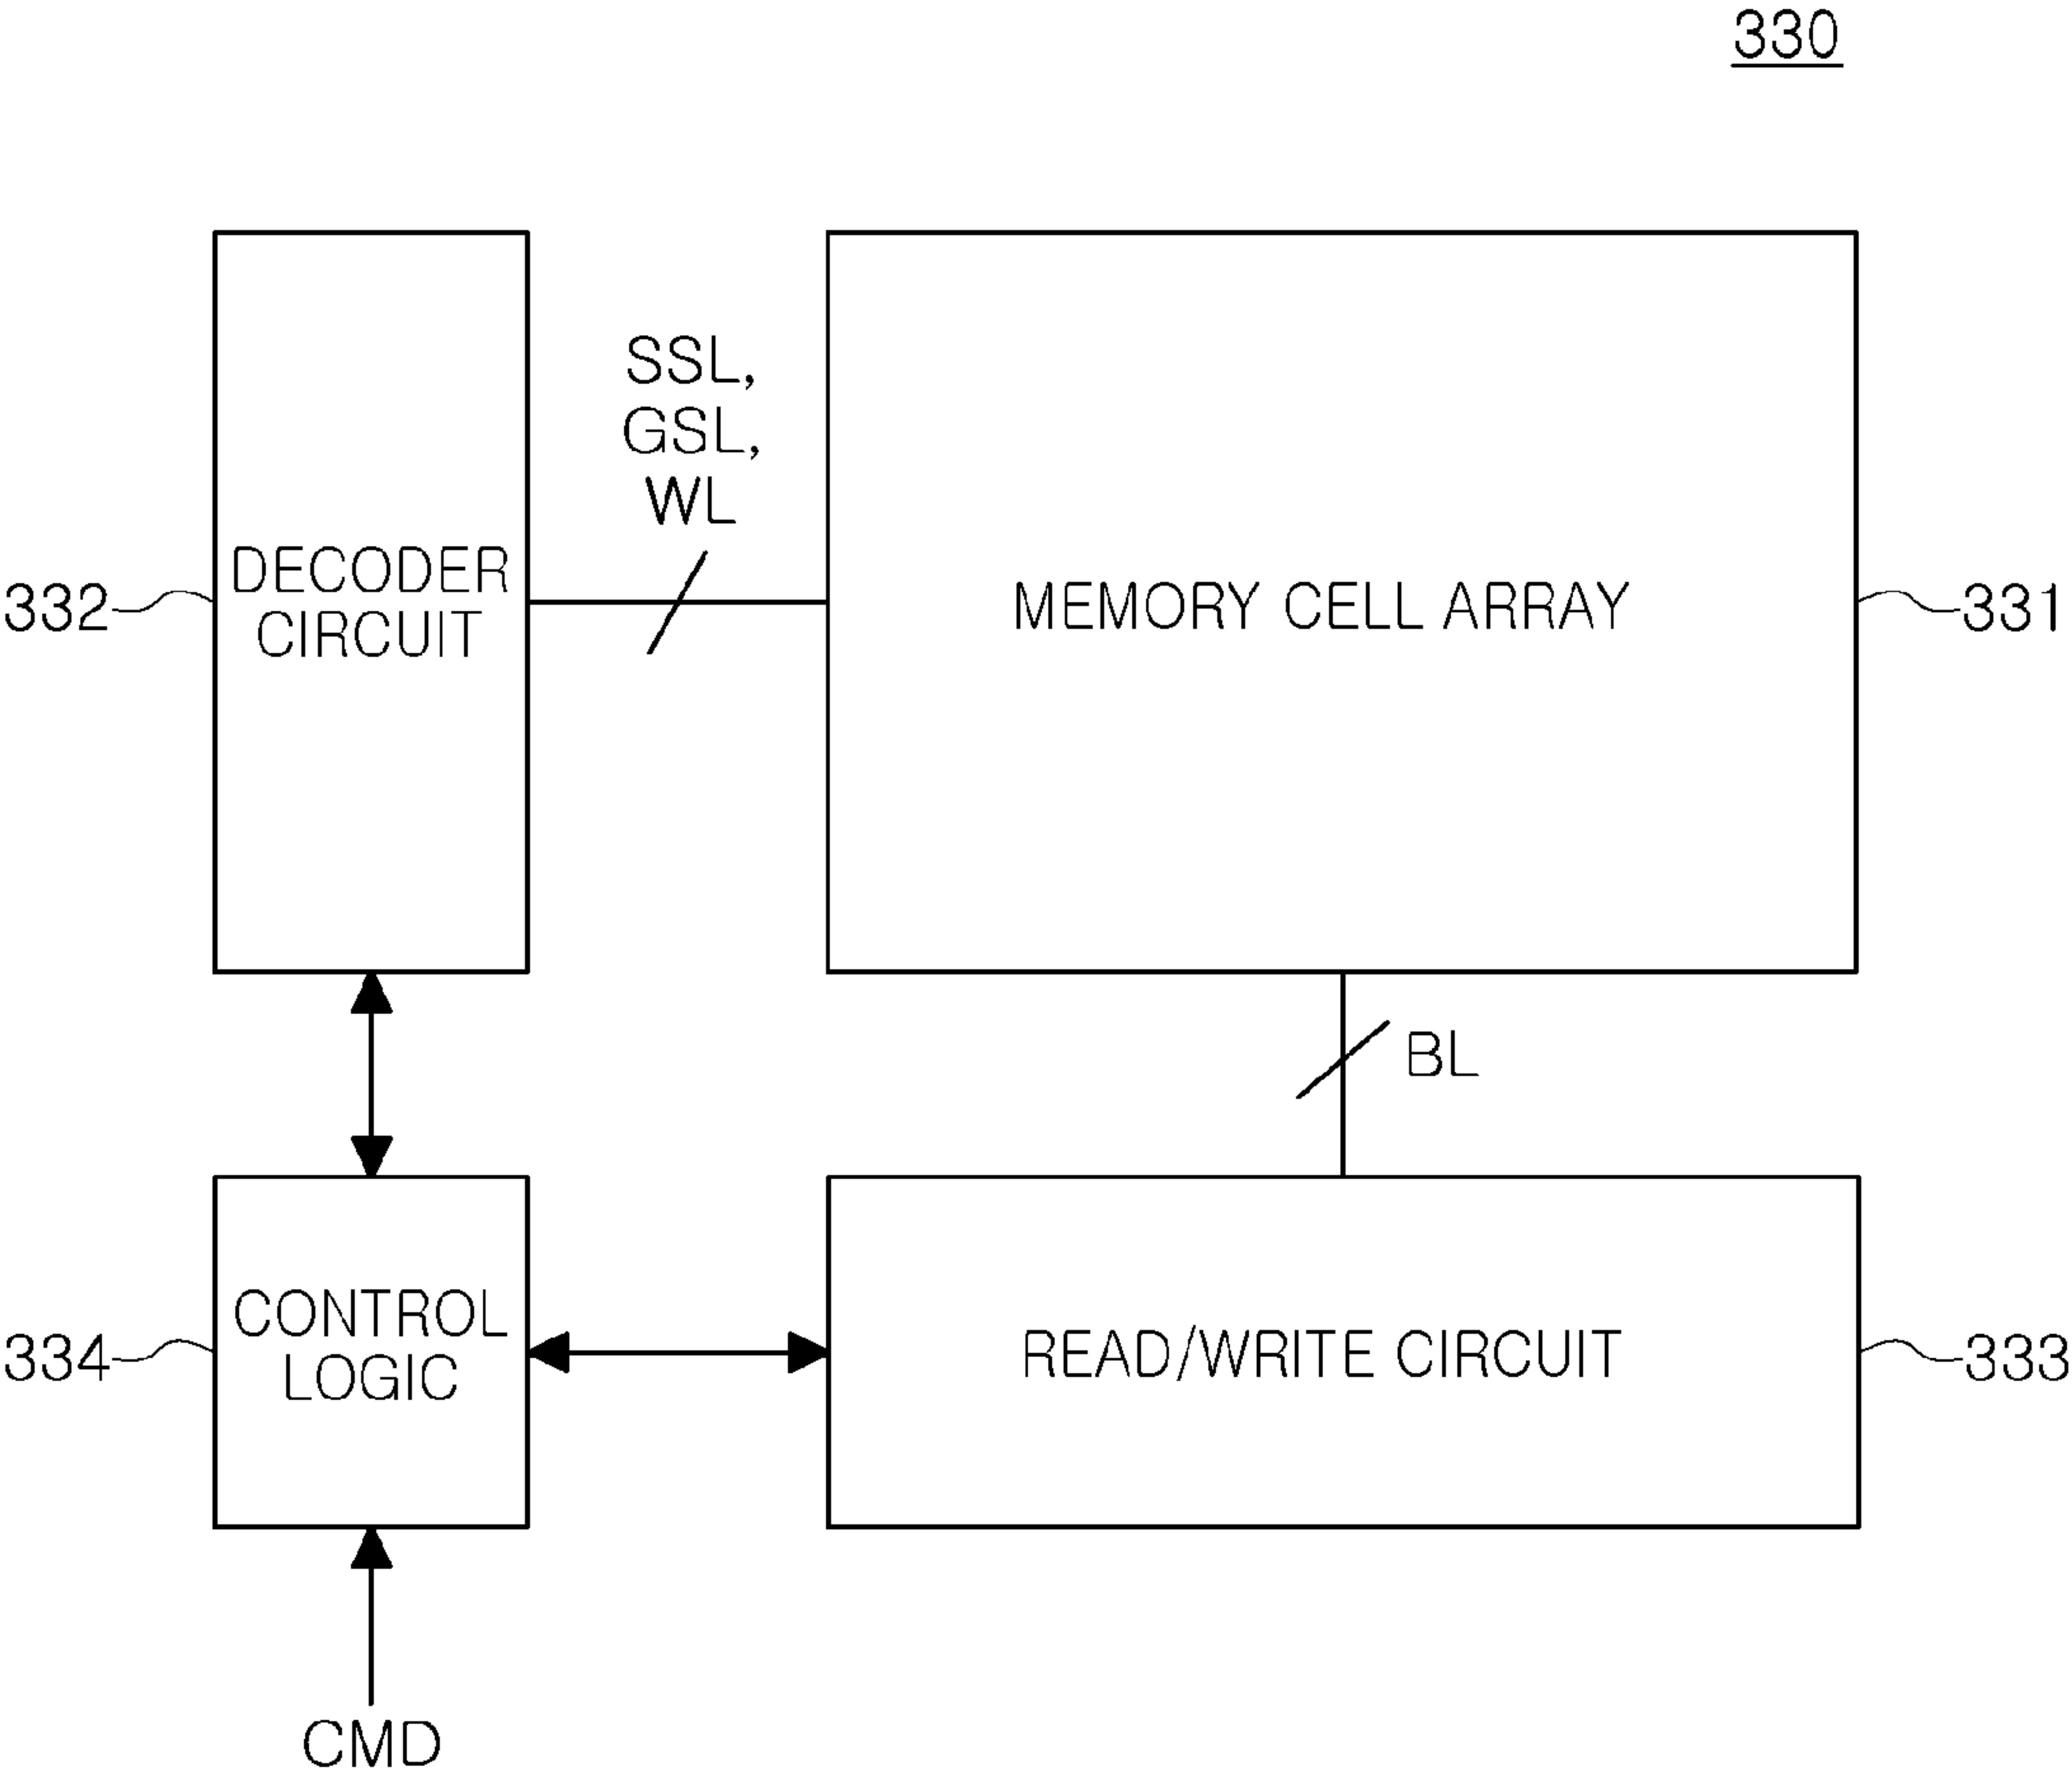 330
SSL,
GSL,
WL
DECODER
CIRCUIT
332
MEMORY CELL ARRAY
331
BL
CONTROL
LOGIC
334
READ/WRITE CIRCUIT
333
CMD